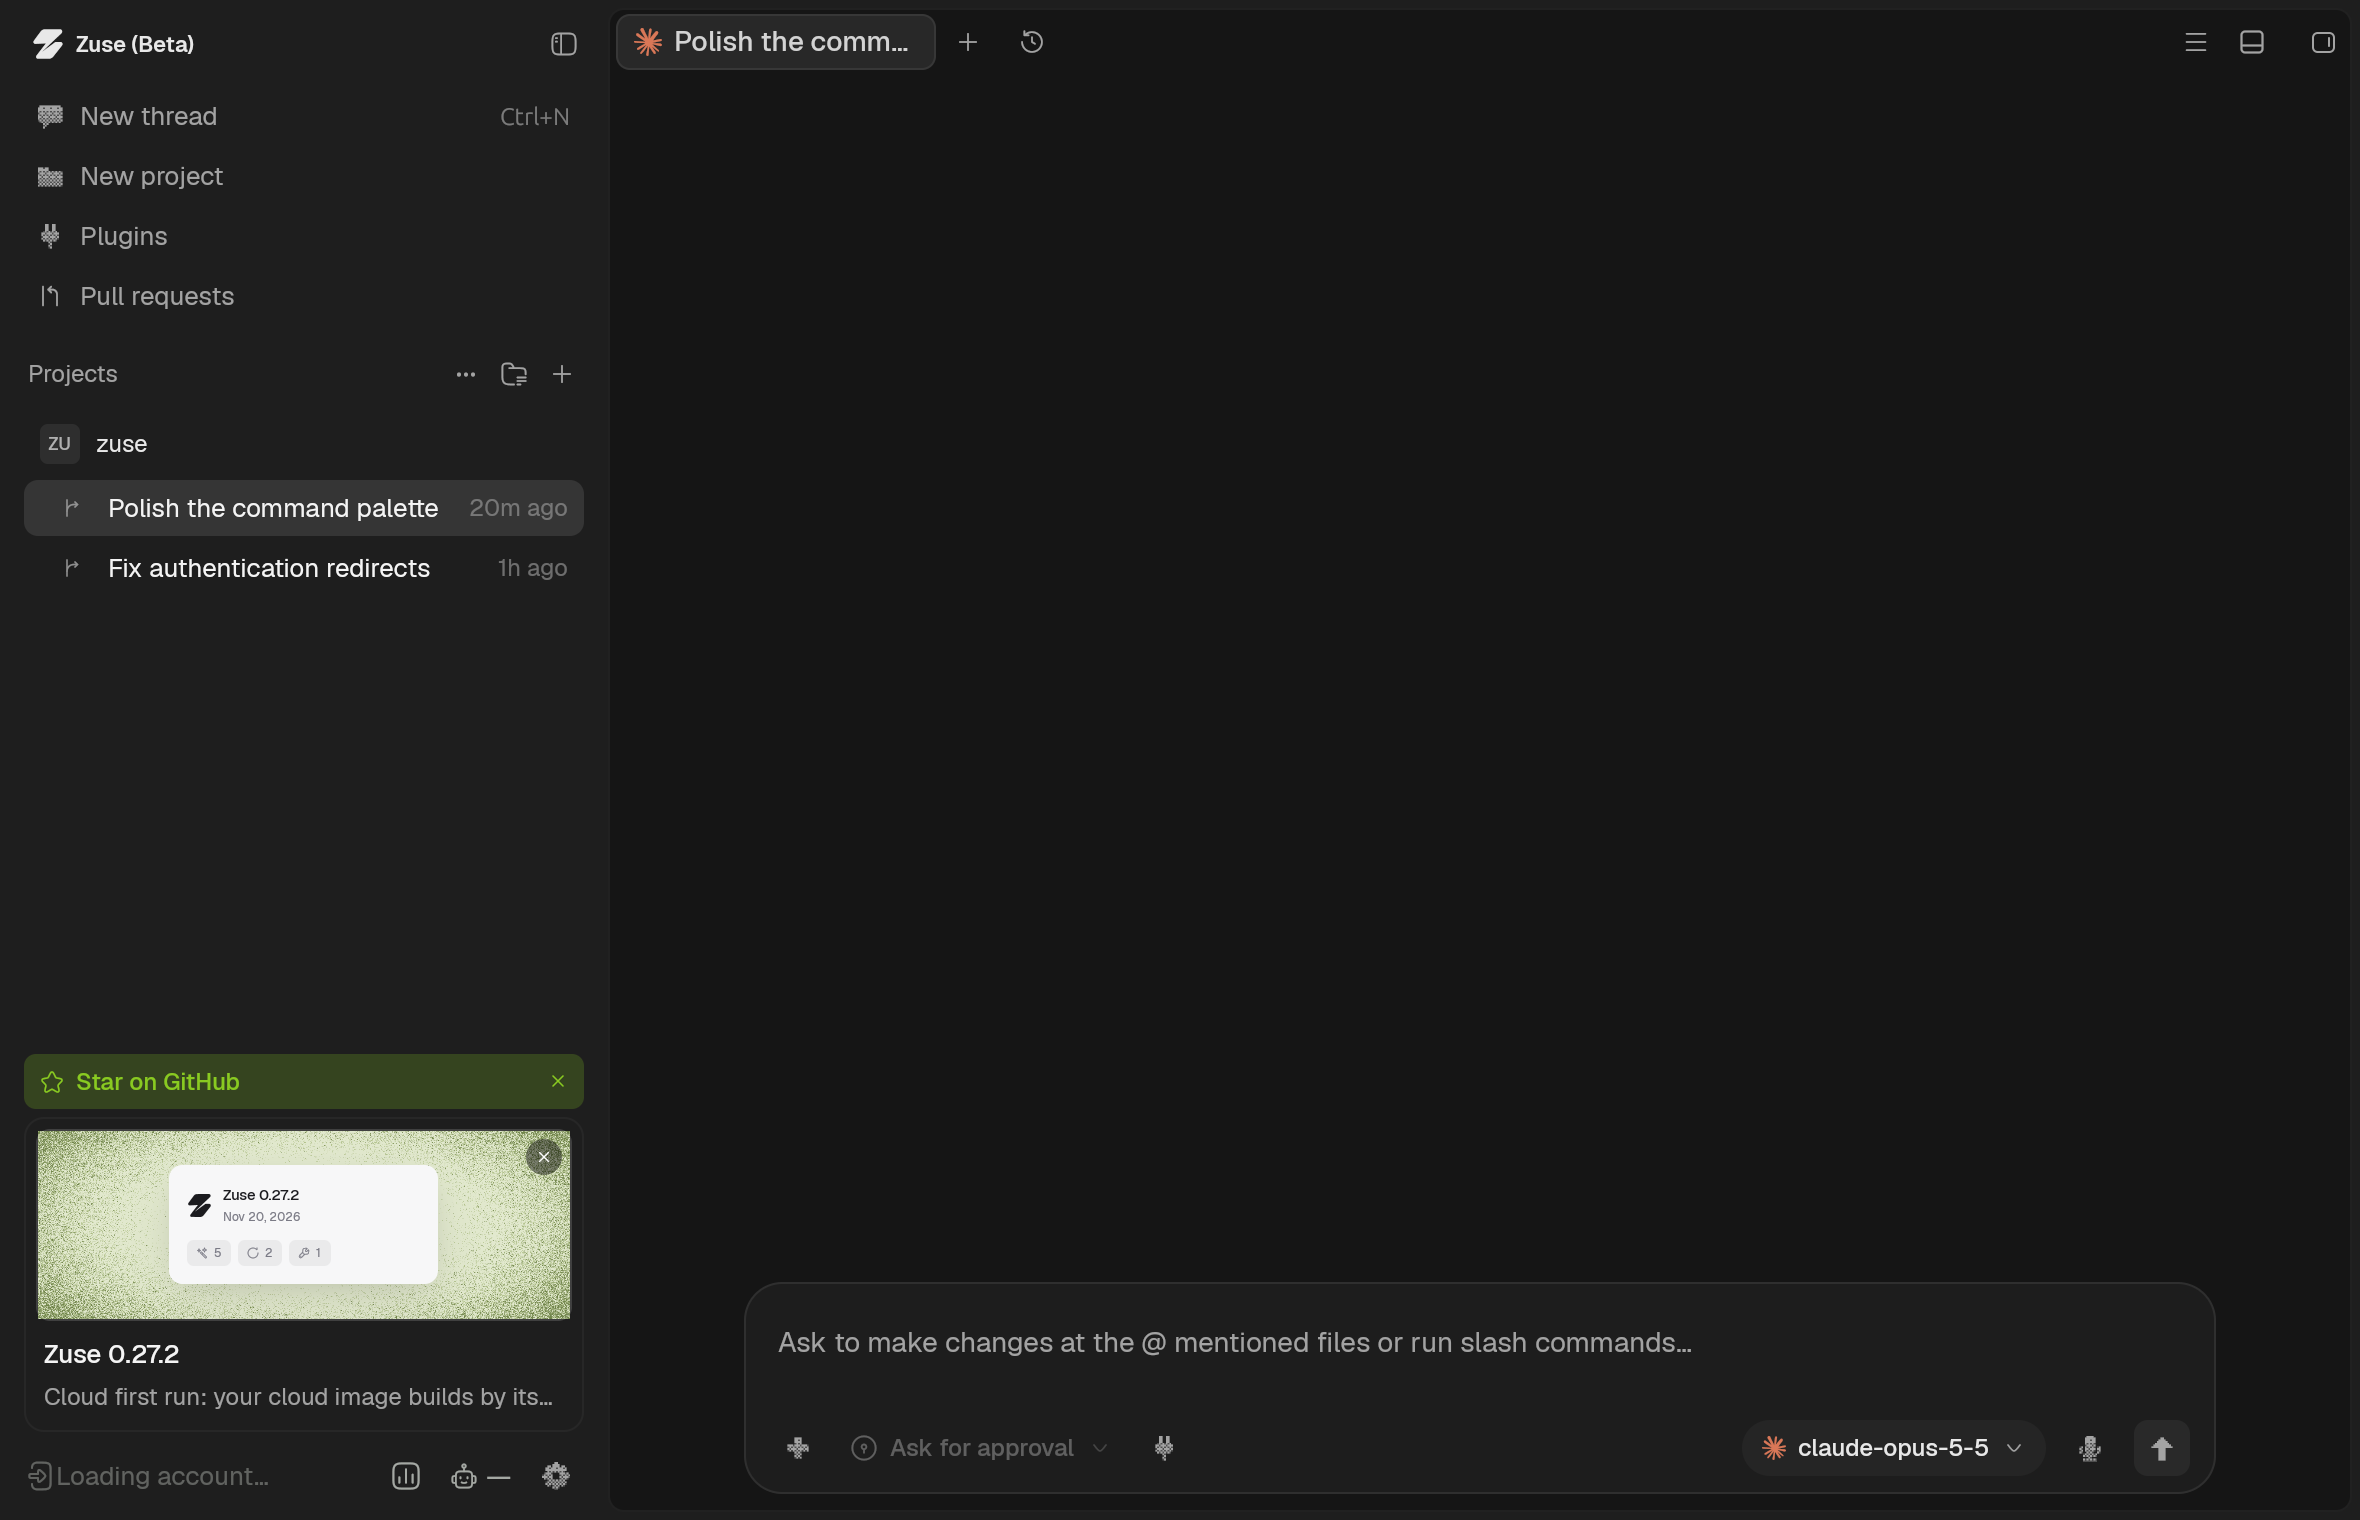 Zuse (Beta)
New thread
Ctrl+N
New project
Plugins
Pull requests
Projects
ZU
zuse
Polish the command palette
20m ago
Fix authentication redirects
1h ago
Star on GitHub
Zuse 0.27.2
Nov 20, 2026
5
2
1
Zuse 0.27.2
Cloud first run: your cloud image builds by its...
Loading account...
Polish the comm...
Ask to make changes at the @ mentioned files or run slash commands...
Ask for approval
claude-opus-5-5